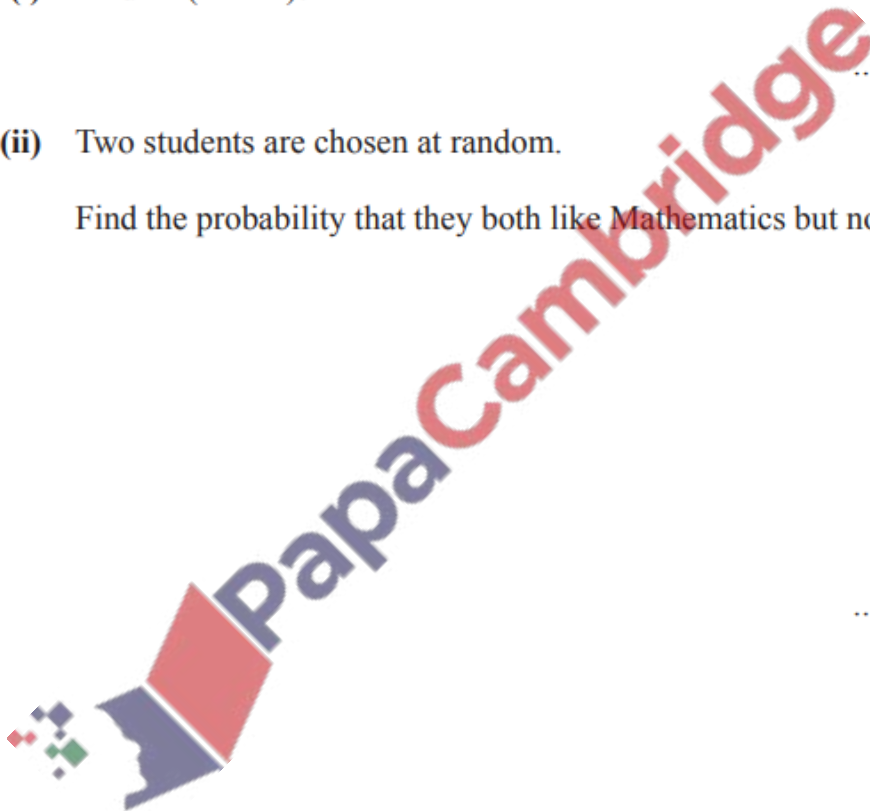 (ii) Two students are chosen at random.
Find the probability that they both like Mathematics but
PapaCambridge